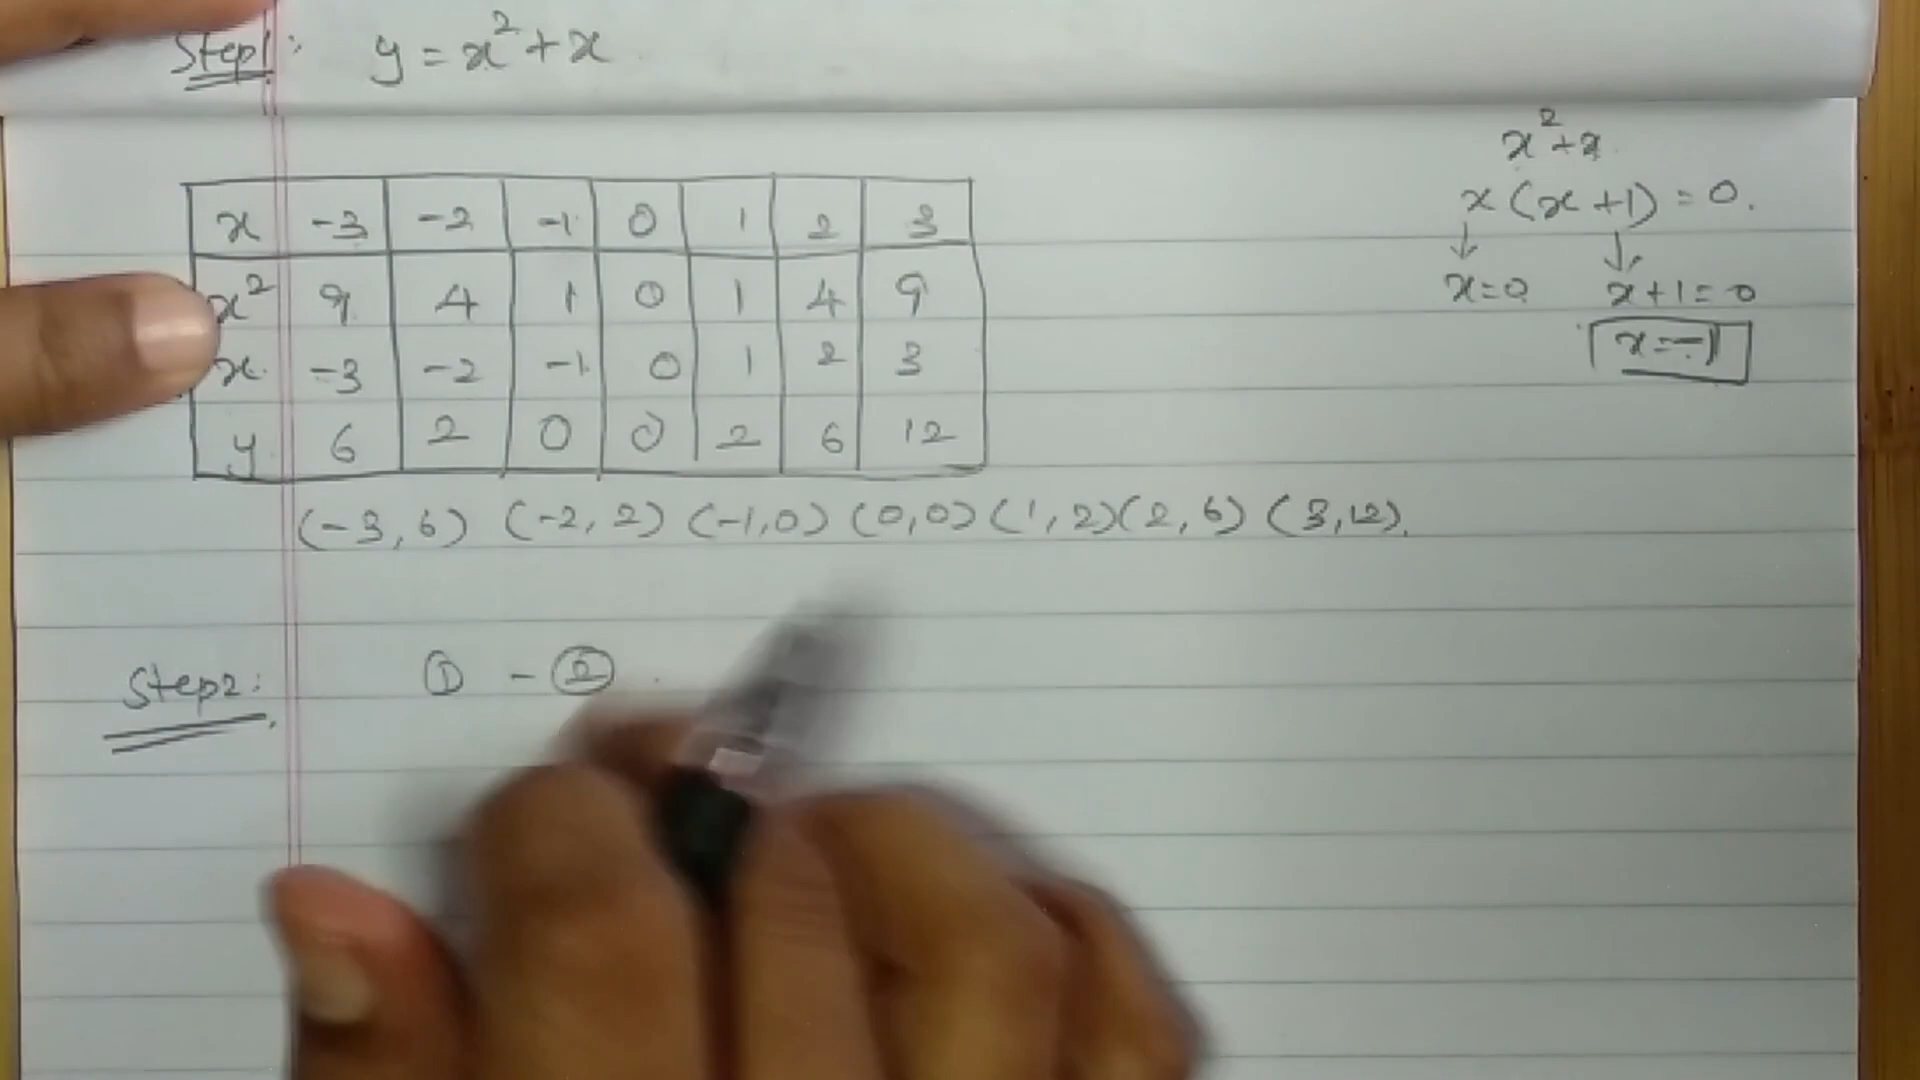 Step1: y = x² + x
x -3 -2 -1 0 1 2 3
x² 9 4 1 0 1 4 9
x -3 -2 -1 0 1 2 3
y 6 2 0 0 2 6 12
(-3, 6) (-2, 2) (-1, 0) (0, 0) (1, 2) (2, 6) (3, 12).
x² + x
x (x + 1) = 0.
↓ ↓
x = 0 x + 1 = 0
x = -1
Step2: ① - ②